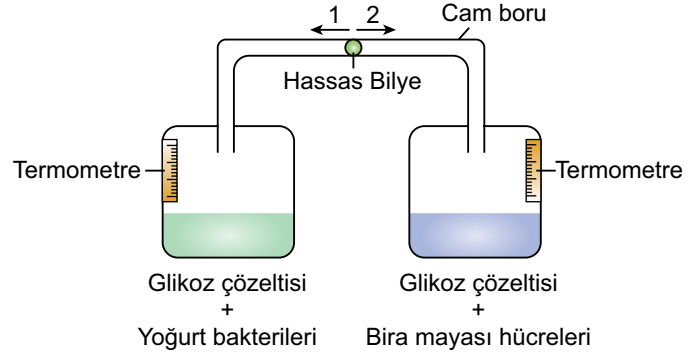 1 2
Cam boru
Hassas Bilye
Termometre
Termometre
Glikoz çözeltisi
+
Yoğurt bakterileri
Glikoz çözeltisi
+
Bira mayası hücreleri